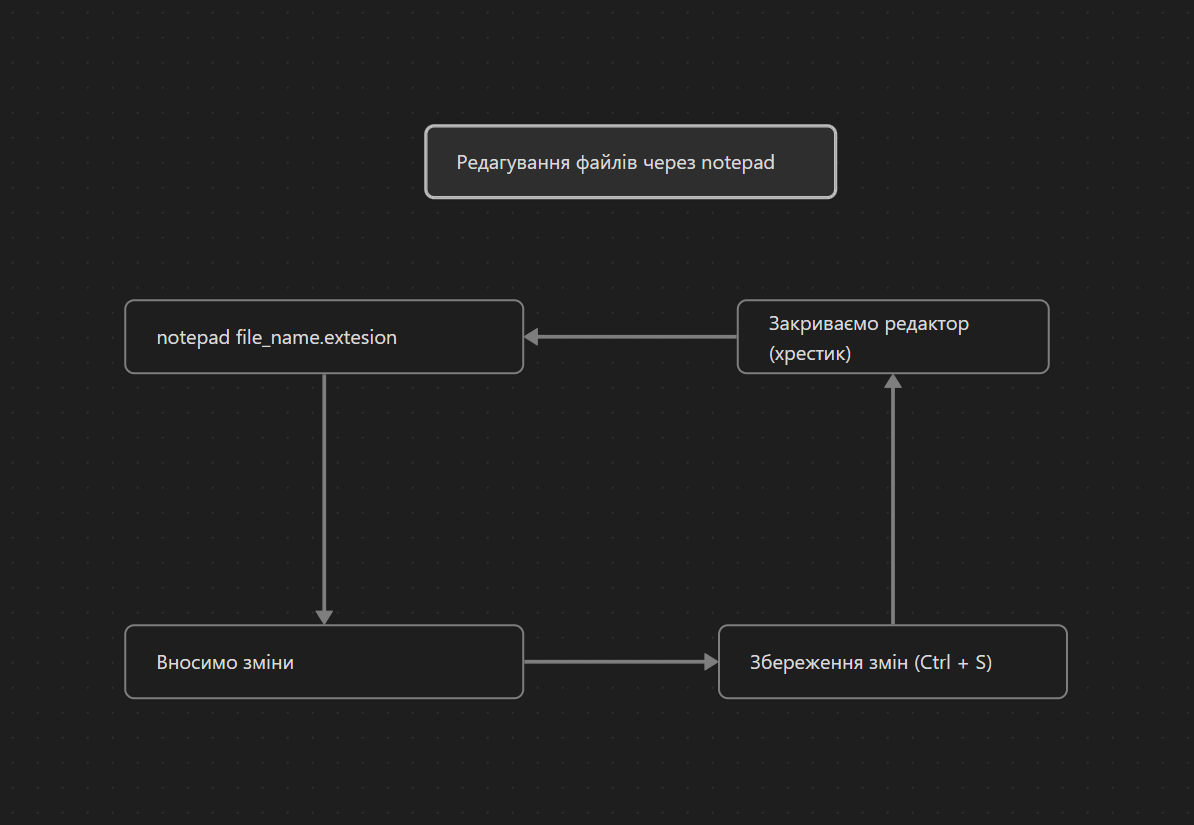 Редагування файлів через notepad
notepad file_name.extesion
Закриваємо редактор
(хрестик)
Вносимо зміни
Збереження змін (Ctrl + S)